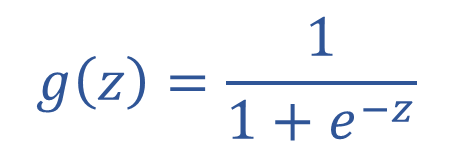 g(z) = 1 / (1 + e^{-z})